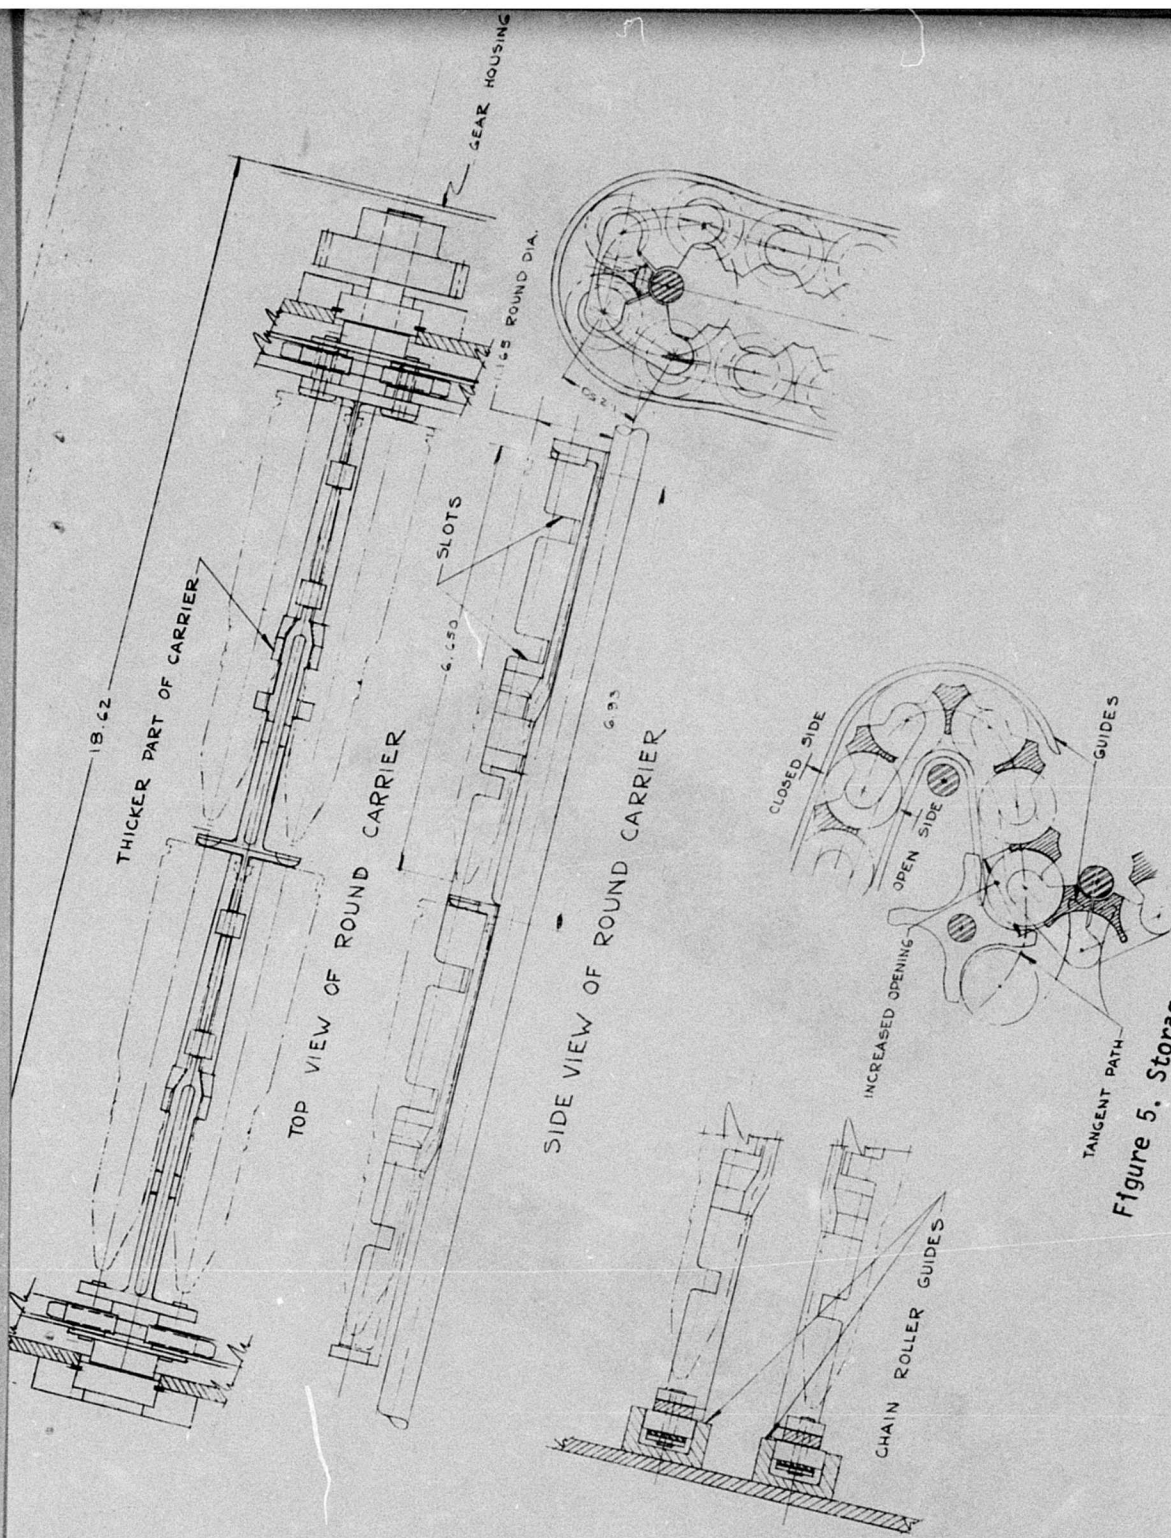 GEAR HOUSING
18.62
THICKER PART OF CARRIER
TOP VIEW OF ROUND CARRIER
ROUND DIA.
1.250
SLOTS
6.650
6.93
SIDE VIEW OF ROUND CARRIER
CLOSED SIDE
OPEN SIDE
GUIDES
INCREASED OPENING
TANGENT PATH
CHAIN ROLLER GUIDES
Figure 5.